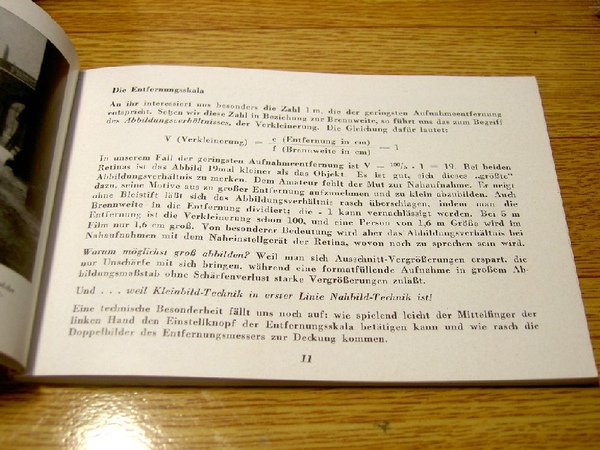 Die Entfernungsskala
An ihr interessiert uns besonders die Zahl 1 m, die der geringsten Aufnahmeentfernung
entspricht. Setzen wir diese Zahl in Beziehung zur Brennweite, so führt uns das zum Begriff
des Abbildungsverhältnisses, der Verkleinerung. Die Gleichung dafür lautet:
V (Verkleinerung) = e (Entfernung in cm) / f (Brennweite in cm) — 1
In unserem Fall der geringsten Aufnahmeentfernung ist V = 100/5 - 1 = 19. Bei beiden
Retinas ist das Abbild 19mal kleiner als das Objekt. Es ist gut, sich dieses „größte“
Abbildungsverhältnis zu merken. Dem Amateur fehlt der Mut zur Nahaufnahme. Er neigt
dazu, seine Motive aus zu großer Entfernung aufzunehmen und zu klein abzubilden. Auch
ohne Bleistift läßt sich das Abbildungsverhältnis rasch überschlagen, indem man die
Brennweite in die Entfernung dividiert; die - 1 kann vernachlässigt werden. Bei 5 m
Entfernung ist die Verkleinerung schon 100, und eine Person von 1,6 m Größe wird im
Film nur 1,6 cm groß. Von besonderer Bedeutung wird aber das Abbildungsverhältnis bei
Nahaufnahmen mit dem Naheinstellgerät der Retina, wovon noch zu sprechen sein wird.
Warum möglichst groß abbilden? Weil man sich Ausschnitt-Vergrößerungen erspart, die
nur Unschärfe mit sich bringen, während eine formatfüllende Aufnahme in großem Ab-
bildungsmaßstab ohne Schärfenverlust starke Vergrößerungen zuläßt.
Und . . . weil Kleinbild-Technik in erster Linie Nahbild-Technik ist!
Eine technische Besonderheit fällt uns noch auf: wie spielend leicht der Mittelfinger der
linken Hand den Einstellknopf der Entfernungsskala betätigen kann und wie rasch die
Doppelbilder des Entfernungsmessers zur Deckung kommen.
11